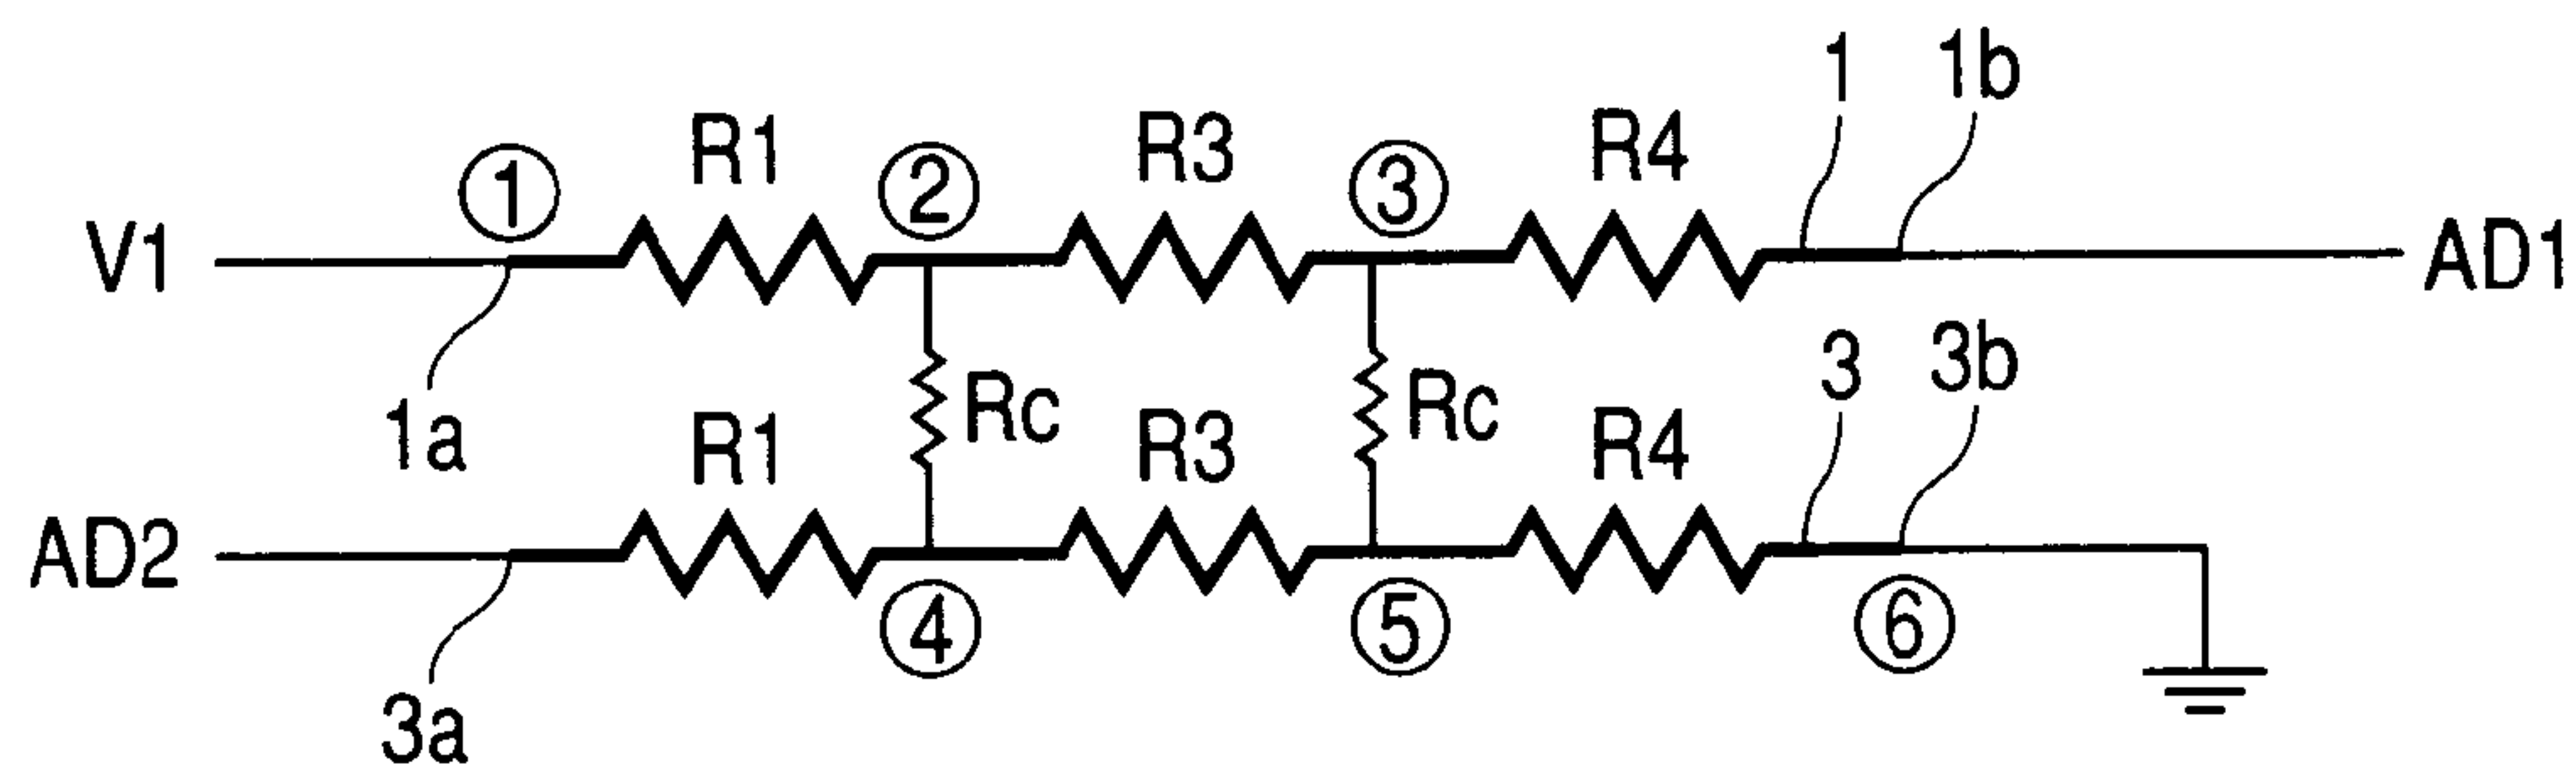 1 1b
R1 R3 R4
① ② ③
V1 AD1
1a Rc Rc 3 3b
R1 R3 R4
AD2
④ ⑤ ⑥
3a